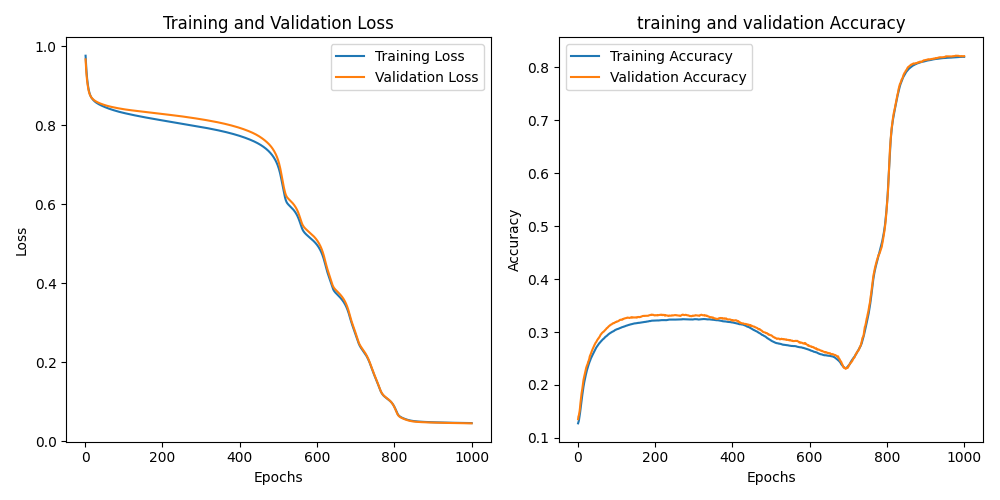 Training and Validation Loss
1.0
0.8
0.6
0.4
0.2
0.0
Loss
Training Loss
Validation Loss
0 200 400 600 800 1000
Epochs
training and validation Accuracy
0.8
0.7
0.6
0.5
0.4
0.3
0.2
0.1
Accuracy
Training Accuracy
Validation Accuracy
0 200 400 600 800 1000
Epochs